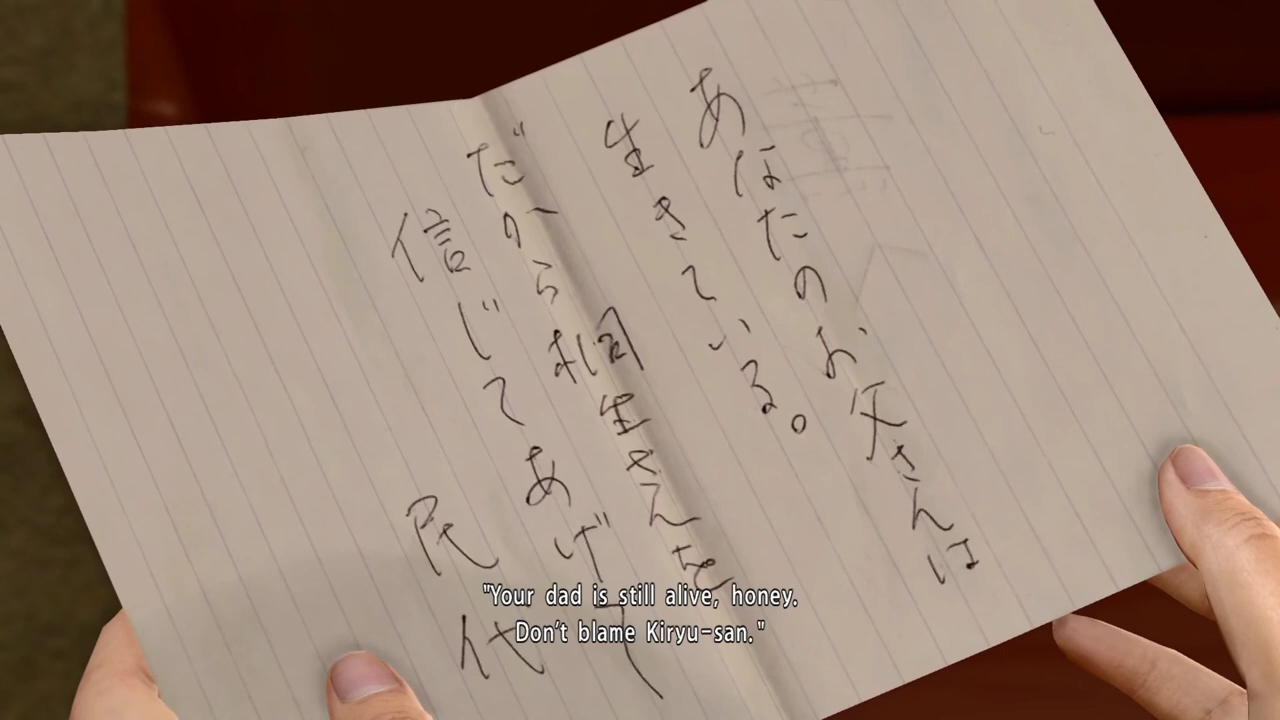 あなたのお父さんは
生きている。
だから桐生さんを
信じてあげて
民代
"Your dad is still alive, honey.
Don't blame Kiryu-san."